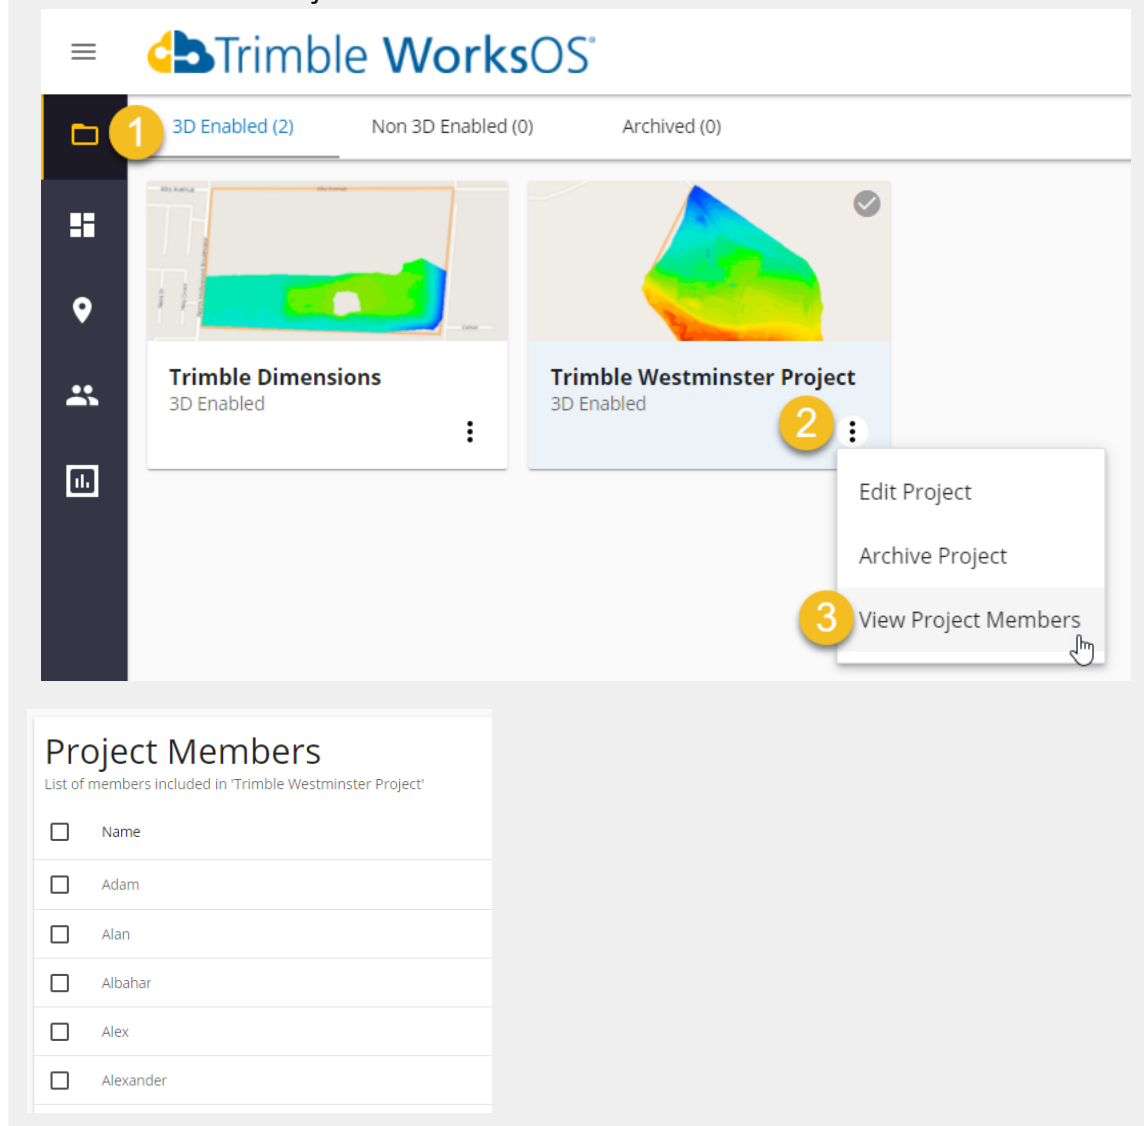 Trimble WorksOS
1
3D Enabled (2)
Non 3D Enabled (0)
Archived (0)
Trimble Dimensions
3D Enabled
Trimble Westminster Project
3D Enabled
2
Edit Project
Archive Project
3
View Project Members
Project Members
List of members included in 'Trimble Westminster Project'
Name
Adam
Alan
Albahar
Alex
Alexander